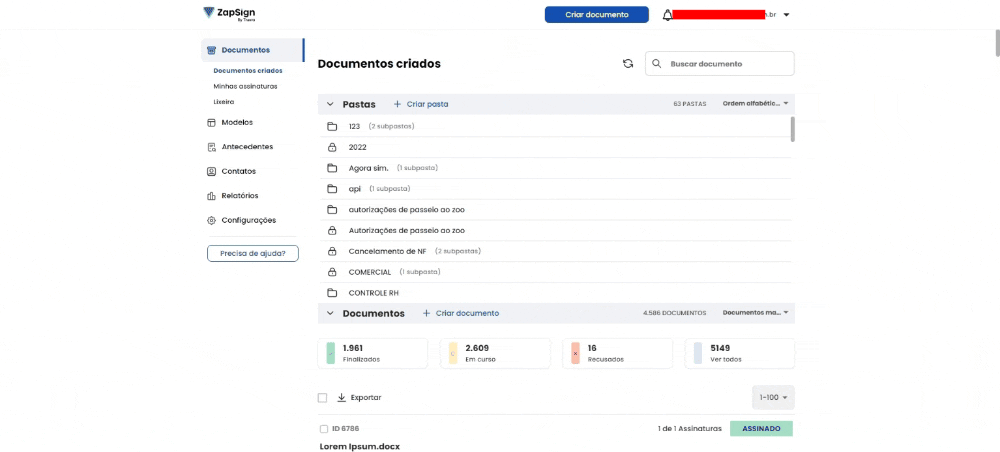 ZapSign
By Truora
Criar documento
.br
Documentos
Documentos criados
Minhas assinaturas
Lixeira
Modelos
Antecedentes
Contatos
Relatórios
Configurações
Precisa de ajuda?
Documentos criados
Buscar documento
Pastas + Criar pasta 63 PASTAS Ordem alfabétic...
123 (2 subpastas)
2022
Agora sim. (1 subpasta)
api (1 subpasta)
autorizações de passeio ao zoo
Autorizações de passeio ao zoo
Cancelamento de NF (2 subpastas)
COMERCIAL (1 subpasta)
CONTROLE RH
Documentos + Criar documento 4.586 DOCUMENTOS Documentos ma...
1.961
Finalizados
2.609
Em curso
16
Recusados
5149
Ver todos
Exportar
1-100
ID 6786
1 de 1 Assinaturas ASSINADO
Lorem Ipsum.docx